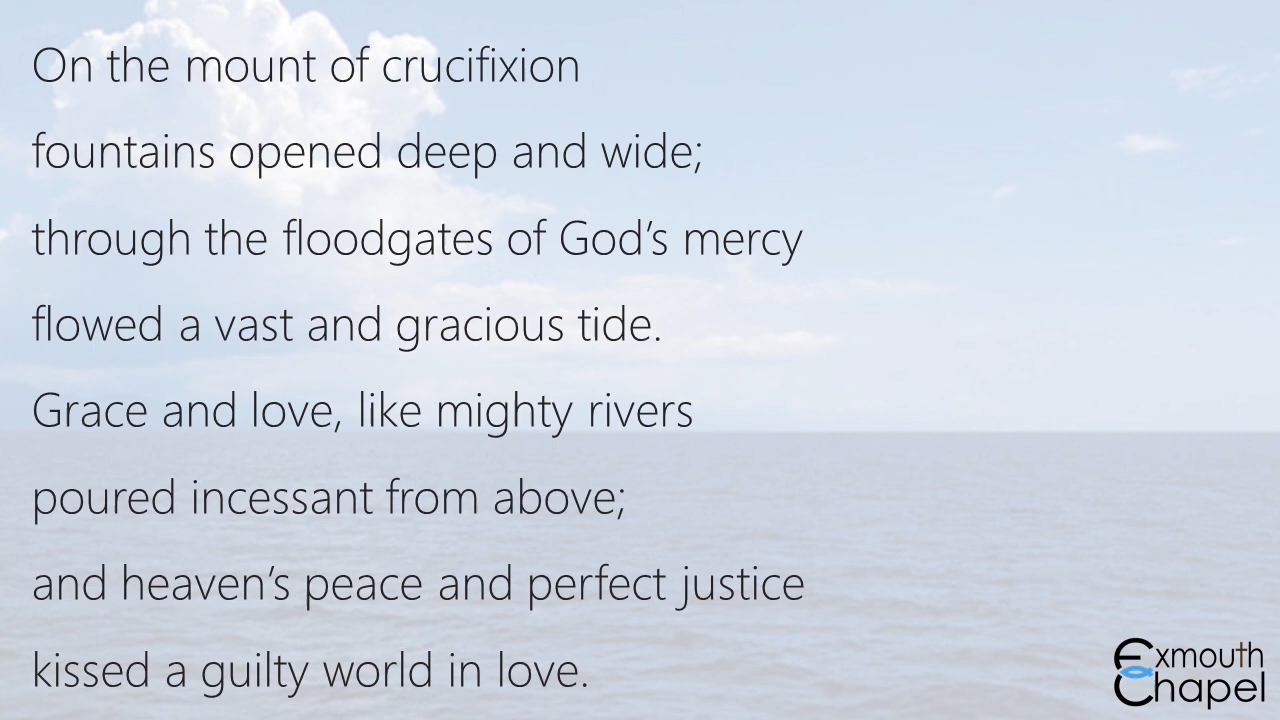 On the mount of crucifixion
fountains opened deep and wide;
through the floodgates of God’s mercy
flowed a vast and gracious tide.
Grace and love, like mighty rivers
poured incessant from above;
and heaven’s peace and perfect justice
kissed a guilty world in love.
Exmouth
Chapel